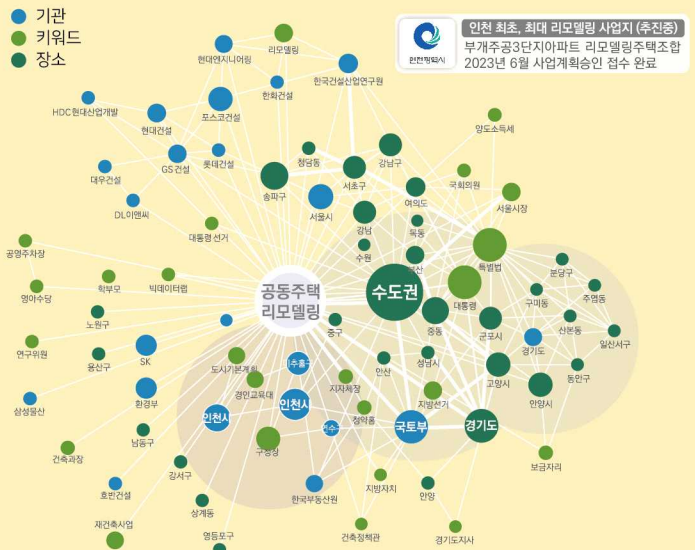 기관
키워드
장소
인천 최초, 최대 리모델링 사업지 (추진중)
부개주공3단지아파트 리모델링주택조합
2023년 6월 사업계획승인 접수 완료
인천광역시
리모델링
현대엔지니어링
한국건설산업연구원
한화건설
포스코건설
HDC현대산업개발
현대건설
양도소득세
GS건설
롯데건설
청담동
강남구
대우건설
송파구
서초구
국회의원
DL이앤씨
서울시
여의도
서울시장
강남
목동
대통령선거
수원
특별법
공영주차장
분당구
공동주택
리모델링
수도권
대통령
구미동
주엽동
영아수당
학부모
빅데이터랩
노원구
중구
중동
군포시
산본동
연구위원
용산구
SK
도시기본계획
성남시
경기도
일산서구
안산
고양시
동안구
경인교육대
지자체장
안양시
삼성물산
환경부
인천시
인천시
청약홍
지방선거
국토부
경기도
건축과장
남동구
구청장
강서구
보금자리
호반건설
한국부동산원
지방자치
안양
상계동
재건축사업
영등포구
건축정책관
경기도지사